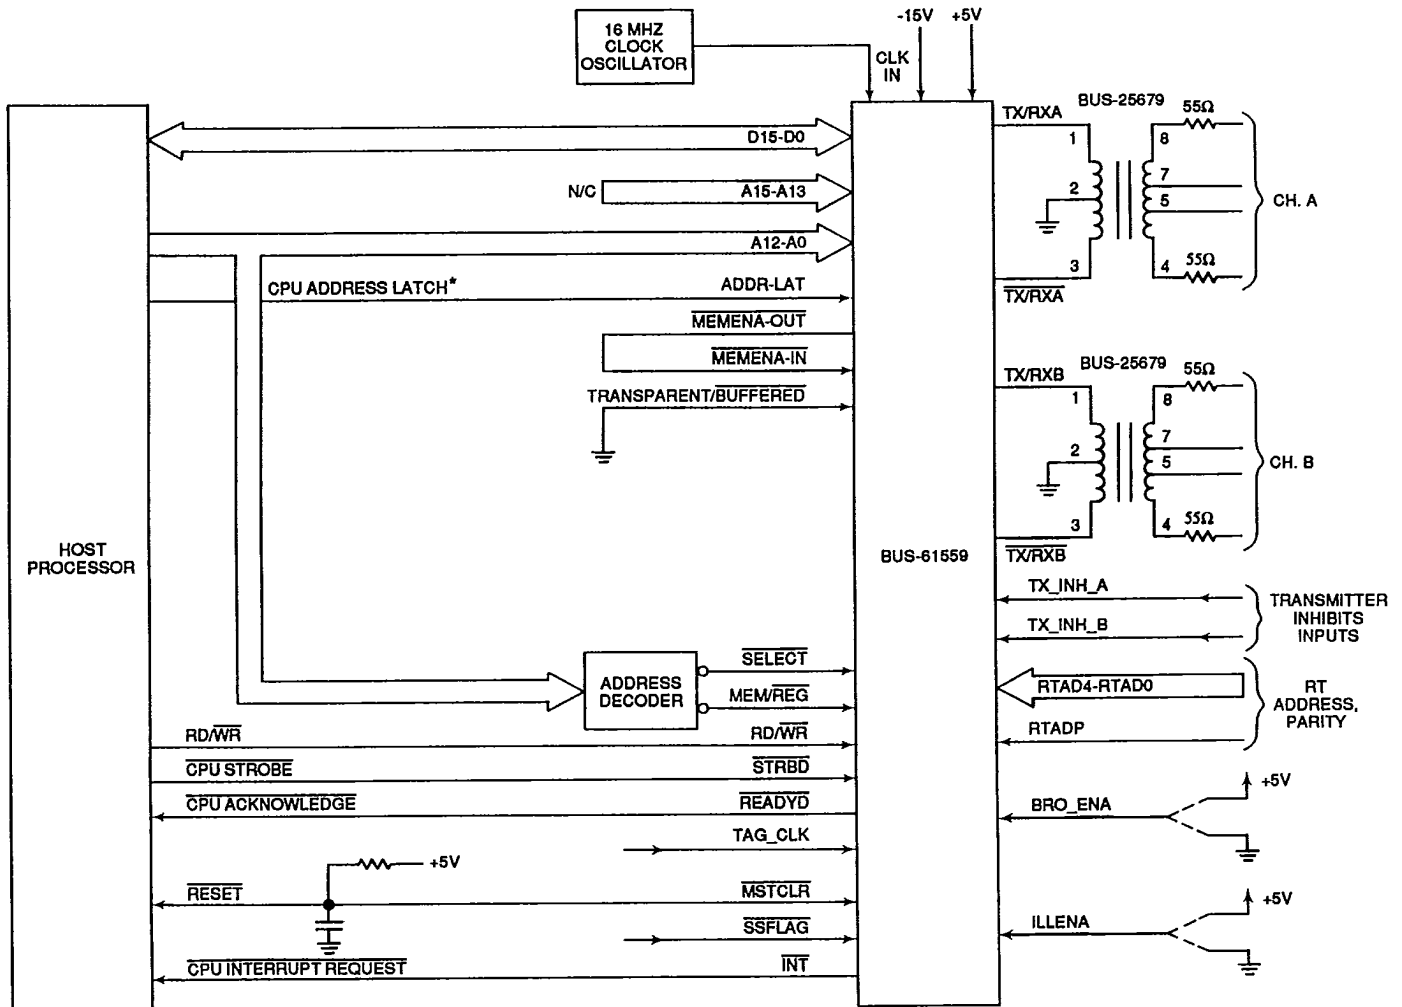 16 MHZ
CLOCK
OSCILLATOR
-15V +5V
CLK
IN
HOST
PROCESSOR
D15-D0
N/C A15-A13
A12-A0
CPU ADDRESS LATCH* ADDR-LAT
MEMENA-OUT
MEMENA-IN
TRANSPARENT/BUFFERED
ADDRESS
DECODER
SELECT
MEM/REG
RD/WR RD/WR
CPU STROBE STRBD
CPU ACKNOWLEDGE READYD
TAG_CLK
+5V
RESET MSTCLR
SSFLAG
CPU INTERRUPT REQUEST INT
BUS-61559
TX/RXA BUS-25679 55Ω
1 8
2 7
5
3 4 55Ω
TX/RXA
CH. A
TX/RXB BUS-25679 55Ω
1 8
2 7
5
3 4 55Ω
TX/RXB
CH. B
TX_INH_A
TX_INH_B
TRANSMITTER
INHIBITS
INPUTS
RTAD4-RTAD0
RTADP
RT
ADDRESS,
PARITY
BRO_ENA +5V
ILLENA +5V